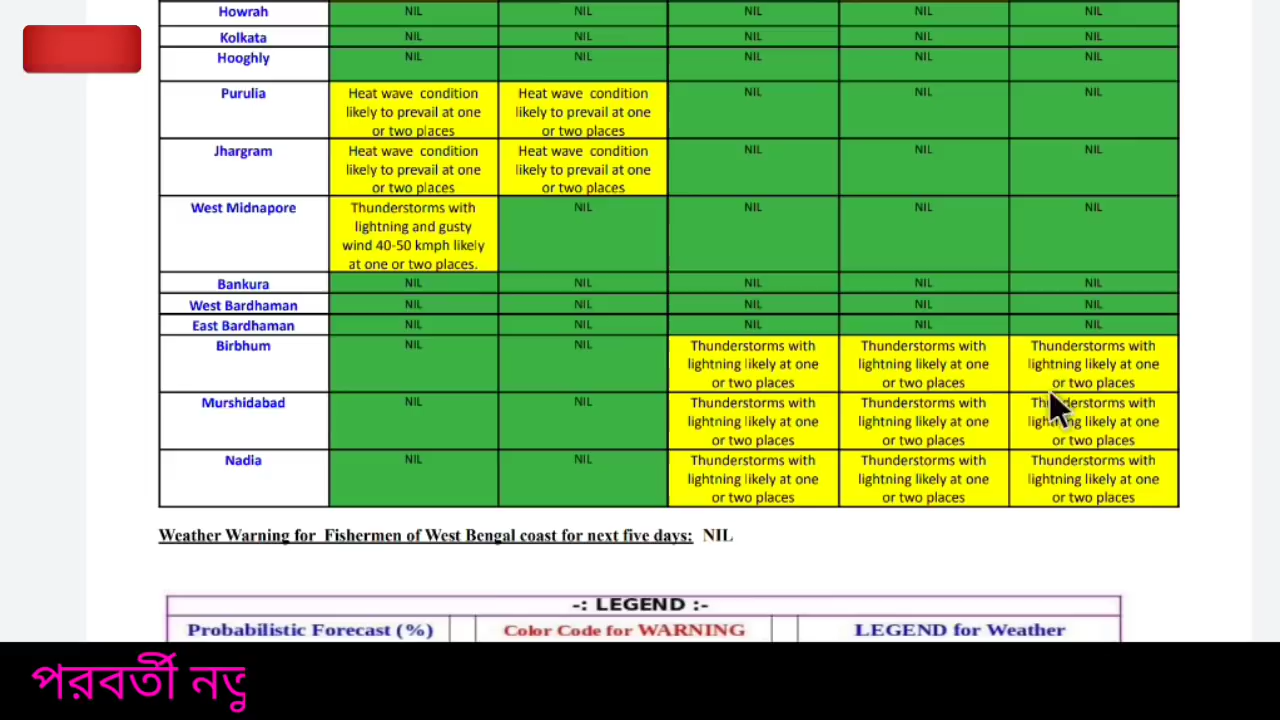 Howrah NIL NIL NIL NIL NIL
Kolkata NIL NIL NIL NIL NIL
Hooghly NIL NIL NIL NIL NIL
Purulia Heat wave condition Heat wave condition NIL NIL NIL
likely to prevail at one likely to prevail at one
or two places or two places
Jhargram Heat wave condition Heat wave condition NIL NIL NIL
likely to prevail at one likely to prevail at one
or two places or two places
West Midnapore Thunderstorms with NIL NIL NIL NIL
lightning and gusty
wind 40-50 kmph likely
at one or two places.
Bankura NIL NIL NIL NIL NIL
West Bardhaman NIL NIL NIL NIL NIL
East Bardhaman NIL NIL NIL NIL NIL
Birbhum NIL NIL Thunderstorms with Thunderstorms with Thunderstorms with
lightning likely at one lightning likely at one lightning likely at one
or two places or two places or two places
Murshidabad NIL NIL Thunderstorms with Thunderstorms with Thunderstorms with
lightning likely at one lightning likely at one lightning likely at one
or two places or two places or two places
Nadia NIL NIL Thunderstorms with Thunderstorms with Thunderstorms with
lightning likely at one lightning likely at one lightning likely at one
or two places or two places or two places
Weather Warning for Fishermen of West Bengal coast for next five days: NIL
-: LEGEND :-
Probabilistic Forecast (%) Color Code for WARNING LEGEND for Weather
পরবর্তী